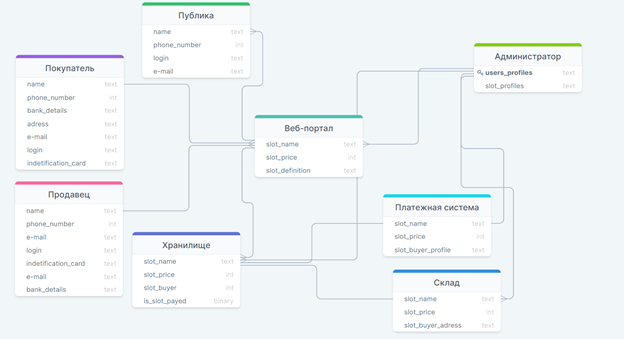 Публика
name text
phone_number int
login text
e-mail text
Администратор
users_profiles text
slot_profiles text
Покупатель
name text
phone_number int
bank_details text
adress text
e-mail text
login text
indetification_card text
Веб-портал
slot_name text
slot_price int
slot_definition text
Продавец
name text
phone_number int
e-mail text
login text
indetification_card text
e-mail text
bank_details text
Платежная система
slot_name text
slot_price int
slot_buyer_profile text
Хранилище
slot_name text
slot_price int
slot_buyer int
is_slot_payed binary
Склад
slot_name text
slot_price int
slot_buyer_adress text